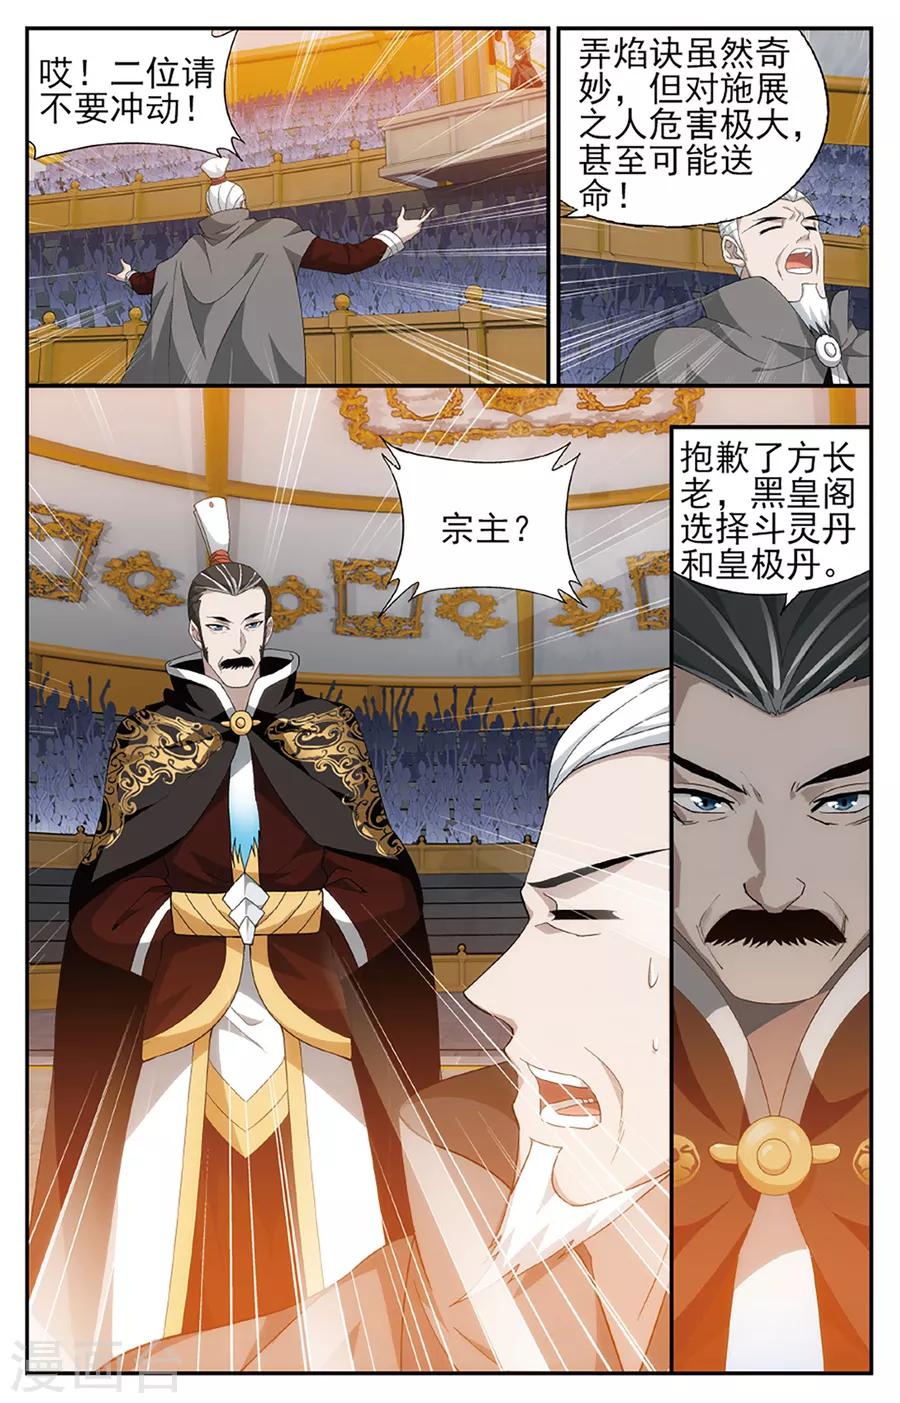 哎！二位请
不要冲动！
弄焰诀虽然奇
妙，但对施展
之人危害极大，
甚至可能送
命！
宗主？
抱歉了方长
老，黑皇阁
选择斗灵丹
和皇极丹。
漫画台